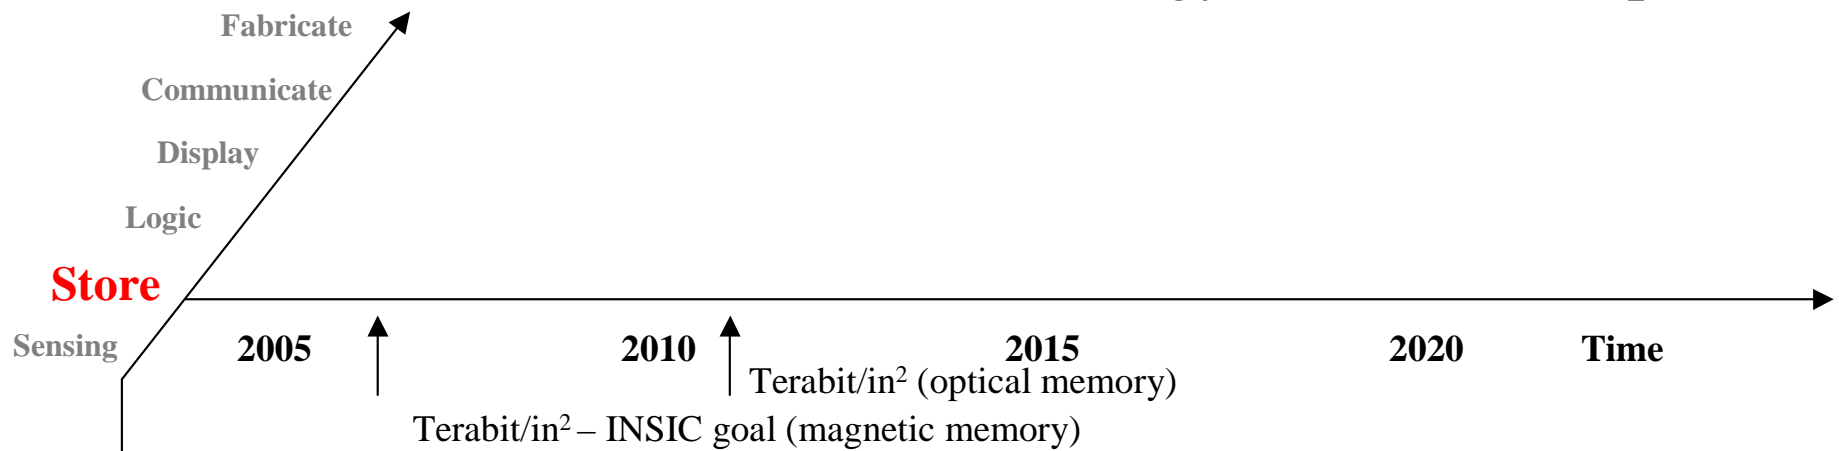 Fabricate
Communicate
Display
Logic
Store
Sensing
2005 2010 2015 2020 Time
Terabit/in² (optical memory)
Terabit/in² – INSIC goal (magnetic memory)